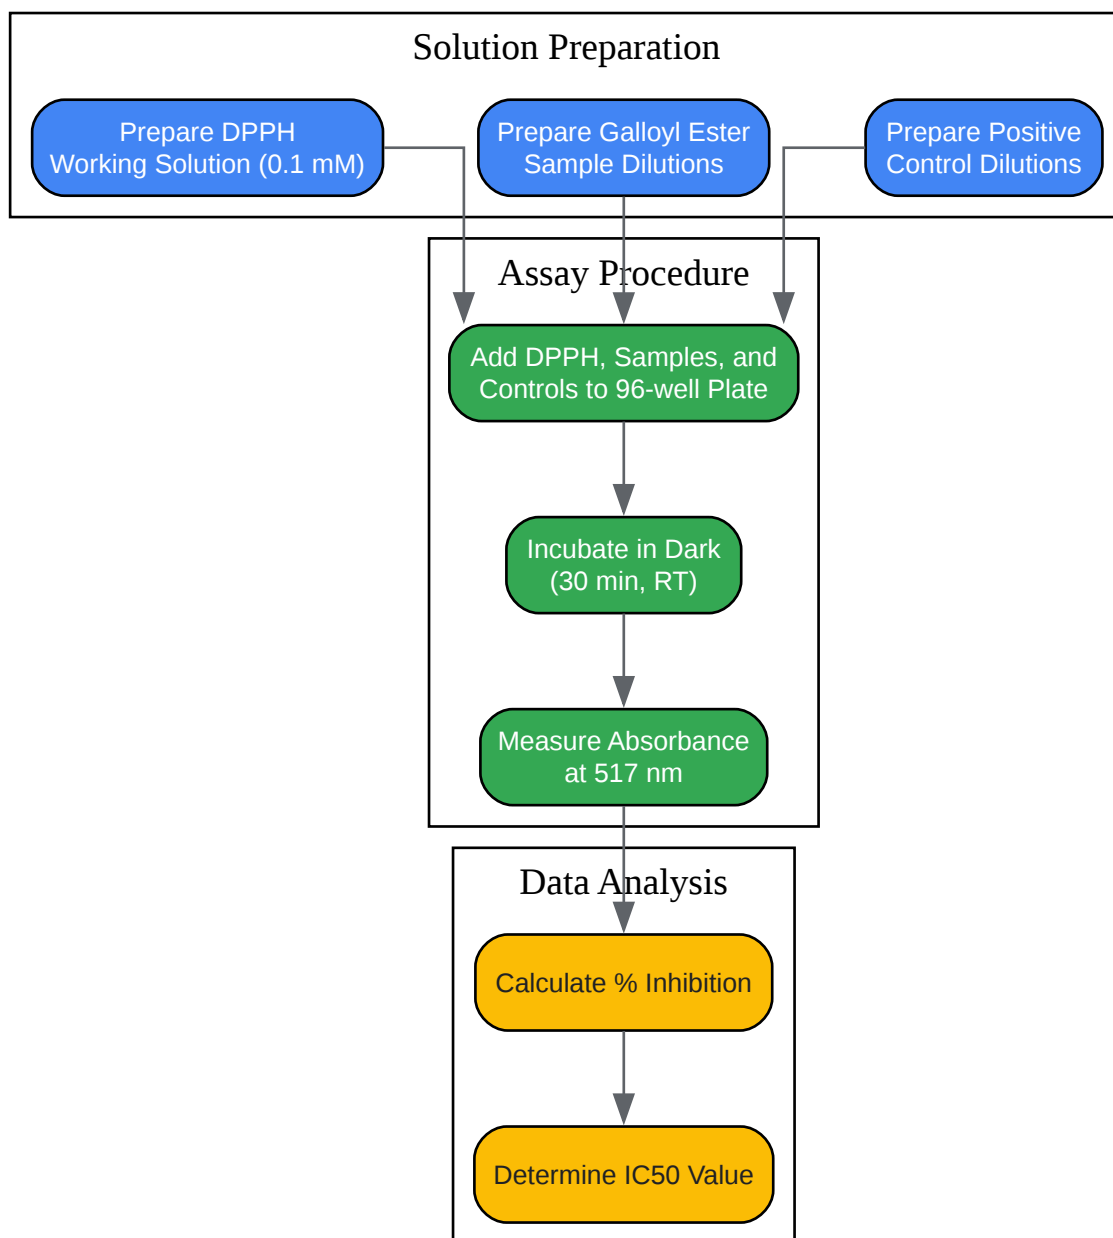 Solution Preparation
Prepare DPPH
Working Solution (0.1 mM)
Prepare Galloyl Ester
Sample Dilutions
Prepare Positive
Control Dilutions
Assay Procedure
Add DPPH, Samples, and
Controls to 96-well Plate
Incubate in Dark
(30 min, RT)
Measure Absorbance
at 517 nm
Data Analysis
Calculate % Inhibition
Determine IC50 Value